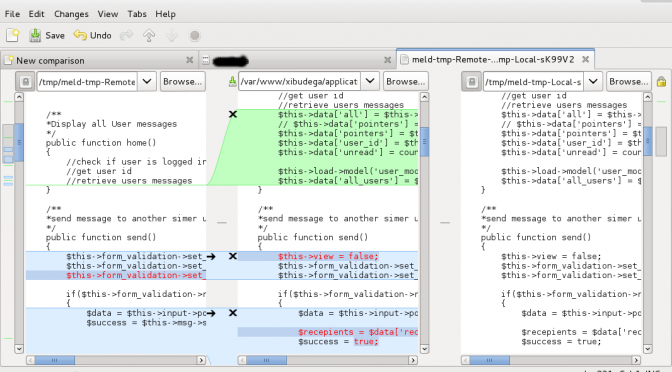 File Edit Changes View Tabs Help
Save Undo
New comparison
meld-tmp-Remote-...mp-Local-sK99V2
/tmp/meld-tmp-Remote Browse...
/var/www/xibudega/applicat Browse...
/tmp/meld-tmp-Local-s Browse...
/**
*Display all User messages
*/
public function home()
{
//check if user is logged in
//get user id
//retrieve users messages
}
/**
*send message to another simer u
*/
public function send()
{
$this->form_validation->set_
$this->form_validation->set_
$this->form_validation->set_
if($this->form_validation->r
{
$data = $this->input->po
$success = $this->msg->s
//get user id
//retrieve users messages
$this->data['all'] = $this->
// $this->data['pointers'] =
$this->data['pointers'] = $t
$this->data['user_id'] = $th
$this->data['unread'] = coun
$this->load->model('user_mod
$this->data['all_users'] = $
}
/**
*send message to another simer u
*/
public function send()
{
$this->view = false;
$this->form_validation->set_
$this->form_validation->set_
if($this->form_validation->r
{
$data = $this->input->po
$recepients = $data['rec
$success = true;
//get user id
//retrieve users messages
$this->data['all'] = $this->
// $this->data['pointers'] =
$this->data['pointers'] = $t
$this->data['user_id'] = $th
$this->data['unread'] = coun
$this->load->model('user_mod
$this->data['all_users'] = $
}
/**
*send message to another simer u
*/
public function send()
{
$this->view = false;
$this->form_validation->set_
$this->form_validation->set_
if($this->form_validation->r
{
$data = $this->input->po
$recepients = $data['rec
$success = true;